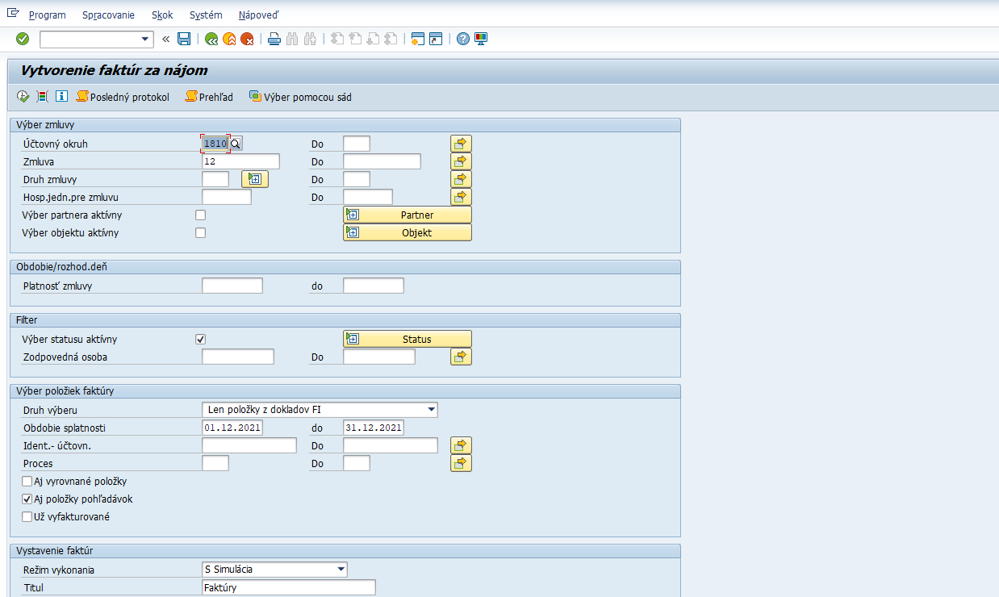 Program Spracovanie Skok Systém Nápoveď
Vytvorenie faktúr za nájom
Posledný protokol Prehľad Výber pomocou sád
Výber zmluvy
Účtovný okruh 1810 Do
Zmluva 12 Do
Druh zmluvy Do
Hosp.jedn.pre zmluvu Do
Výber partnera aktívny Partner
Výber objektu aktívny Objekt
Obdobie/rozhod.deň
Platnosť zmluvy do
Filter
Výber statusu aktívny Status
Zodpovedná osoba Do
Výber položiek faktúry
Druh výberu Len položky z dokladov FI
Obdobie splatnosti 01.12.2021 do 31.12.2021
Ident.- účtovn. Do
Proces Do
Aj vyrovnané položky
Aj položky pohľadávok
Už vyfakturované
Vystavenie faktúr
Režim vykonania S Simulácia
Titul Faktúry